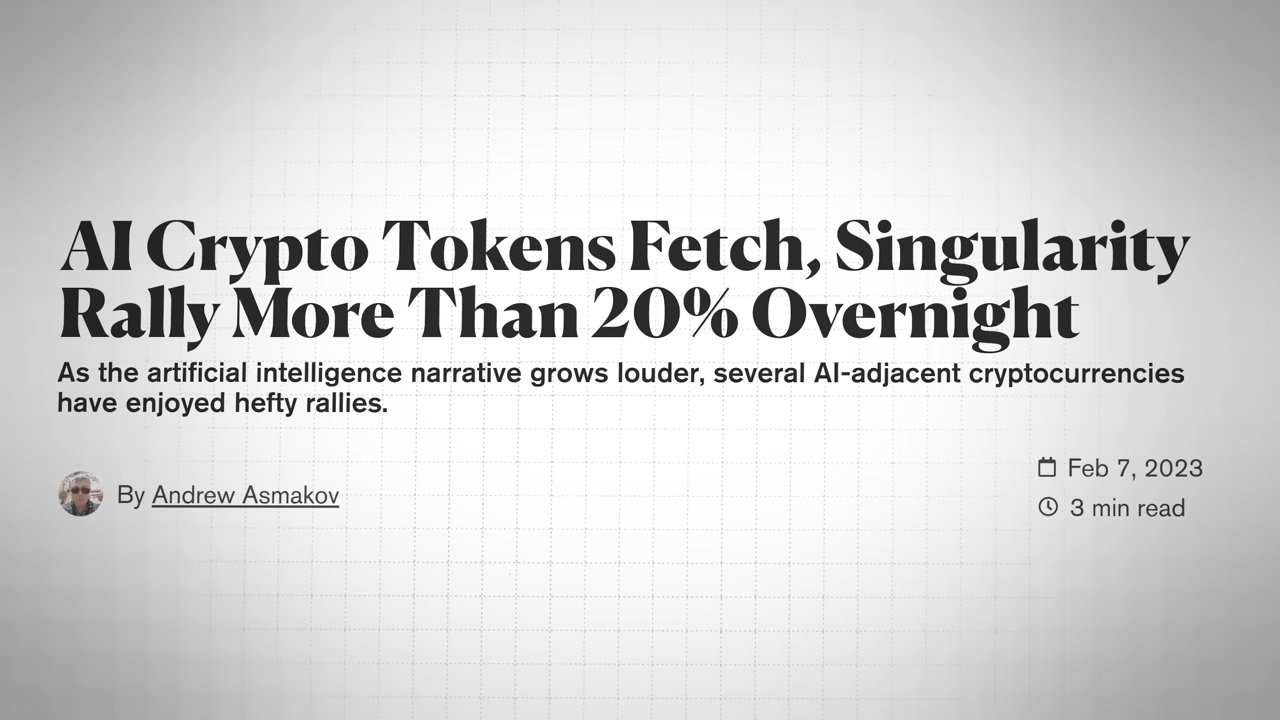 AI Crypto Tokens Fetch, Singularity
Rally More Than 20% Overnight
As the artificial intelligence narrative grows louder, several AI-adjacent cryptocurrencies
have enjoyed hefty rallies.
By Andrew Asmakov
Feb 7, 2023
3 min read